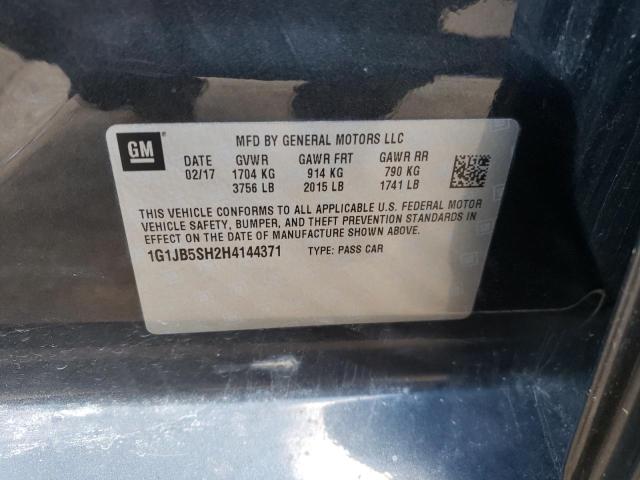 GM
MFD BY GENERAL MOTORS LLC
DATE GVWR GAWR FRT GAWR RR
02/17 1704 KG 914 KG 790 KG
3756 LB 2015 LB 1741 LB
THIS VEHICLE CONFORMS TO ALL APPLICABLE U.S. FEDERAL MOTOR
VEHICLE SAFETY, BUMPER, AND THEFT PREVENTION STANDARDS IN
EFFECT ON THE DATE OF MANUFACTURE SHOWN ABOVE.
1G1JB5SH2H4144371 TYPE: PASS CAR